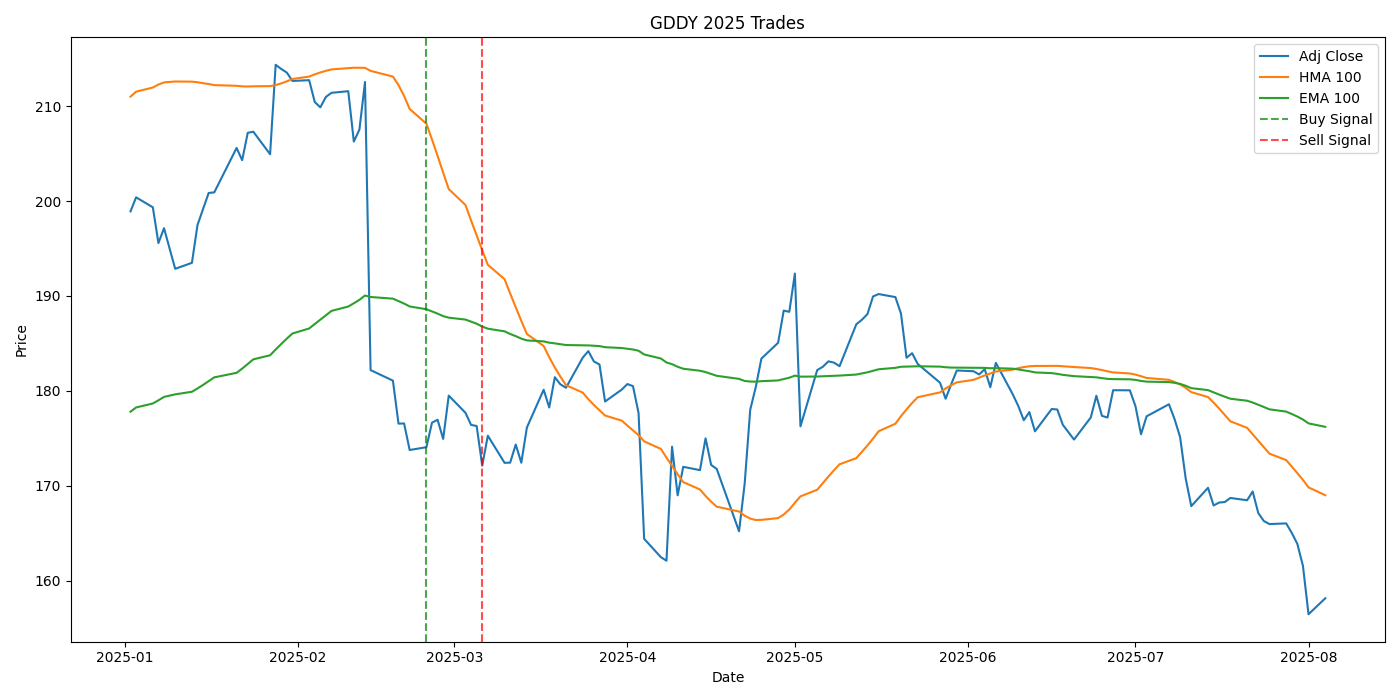 GDDY 2025 Trades
Adj Close
HMA 100
EMA 100
Buy Signal
Sell Signal
Price
210
200
190
180
170
160
2025-01
2025-02
2025-03
2025-04
2025-05
2025-06
2025-07
2025-08
Date